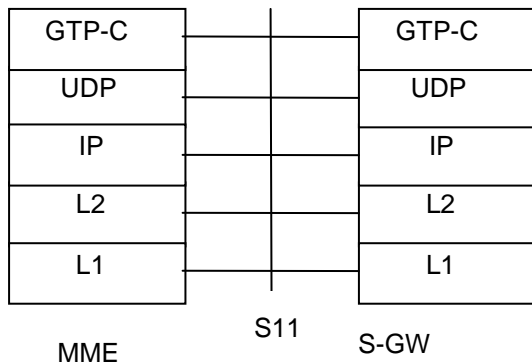 GTP-C GTP-C
UDP UDP
IP IP
L2 L2
L1 L1
S11
MME S-GW